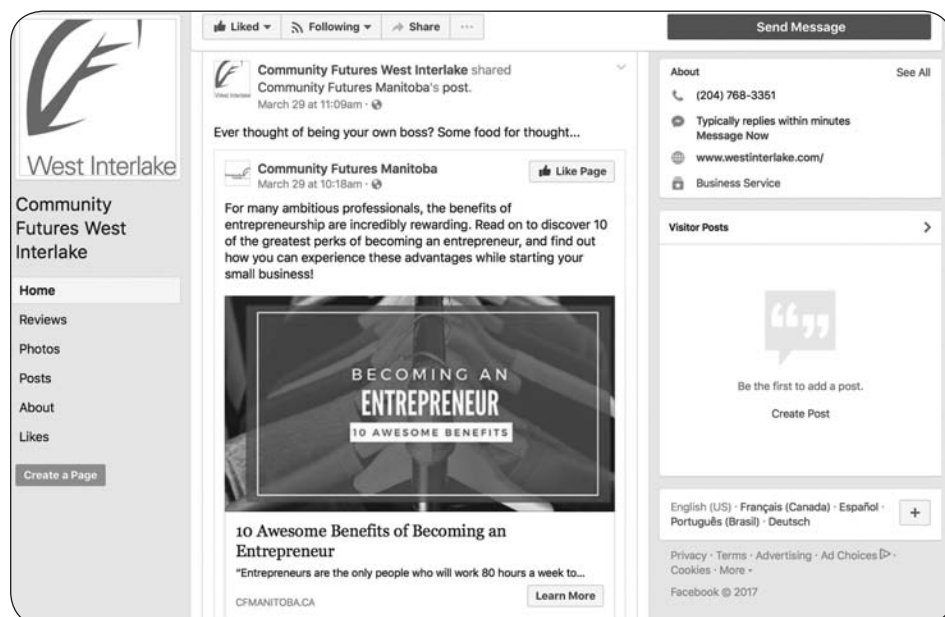 West Interlake
Community
Futures West
Interlake
Home
Reviews
Photos
Posts
About
Likes
Create a Page
Liked
Following
Share
Community Futures West Interlake shared
Community Futures Manitoba's post.
March 29 at 11:09am ·
Ever thought of being your own boss? Some food for thought...
Community Futures Manitoba
March 29 at 10:18am ·
Like Page
For many ambitious professionals, the benefits of
entrepreneurship are incredibly rewarding. Read on to discover 10
of the greatest perks of becoming an entrepreneur, and find out
how you can experience these advantages while starting your
small business!
BECOMING AN
ENTREPRENEUR
10 AWESOME BENEFITS
10 Awesome Benefits of Becoming an
Entrepreneur
“Entrepreneurs are the only people who will work 80 hours a week to...
CFMANITOBA.CA
Learn More
Send Message
About
See All
(204) 768-3351
Typically replies within minutes
Message Now
www.westinterlake.com/
Business Service
Visitor Posts
Be the first to add a post.
Create Post
English (US) · Français (Canada) · Español ·
Português (Brasil) · Deutsch
Privacy · Terms · Advertising · Ad Choices ·
Cookies · More
Facebook © 2017